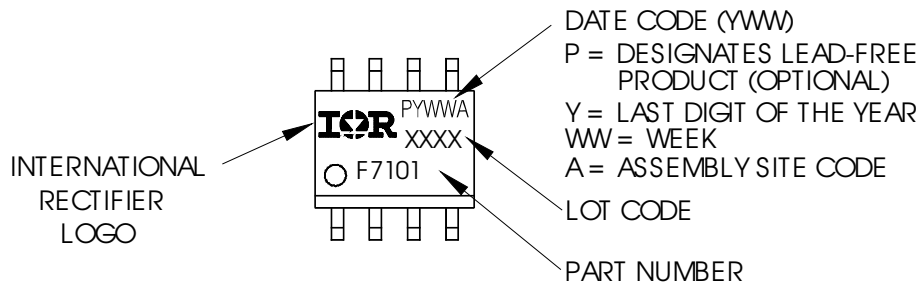 DATE CODE (YWW)
P = DESIGNATES LEAD-FREE
PRODUCT (OPTIONAL)
Y = LAST DIGIT OF THE YEAR
WW = WEEK
A = ASSEMBLY SITE CODE
LOT CODE
PART NUMBER
INTERNATIONAL
RECTIFIER
LOGO
IOR
PYWWA
XXXX
F7101